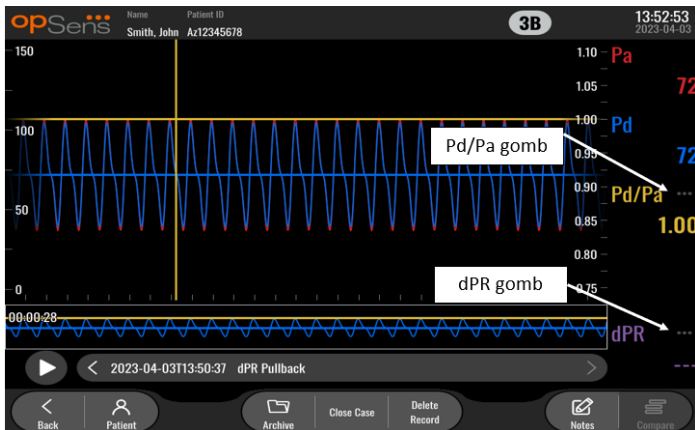 opSens
Name
Patient ID
Smith, John
Az12345678
3B
13:52:53
2023-04-03
150
100
50
0
1.10
1.05
1.00
0.95
0.90
0.85
0.80
0.75
Pa
72
Pd
72
Pd/Pa gomb
Pd/Pa
---
1.00
dPR gomb
dPR
---
---
00:00:28
2023-04-03T13:50:37 dPR Pullback
Back
Patient
Archive
Close Case
Delete
Record
Notes
Compare